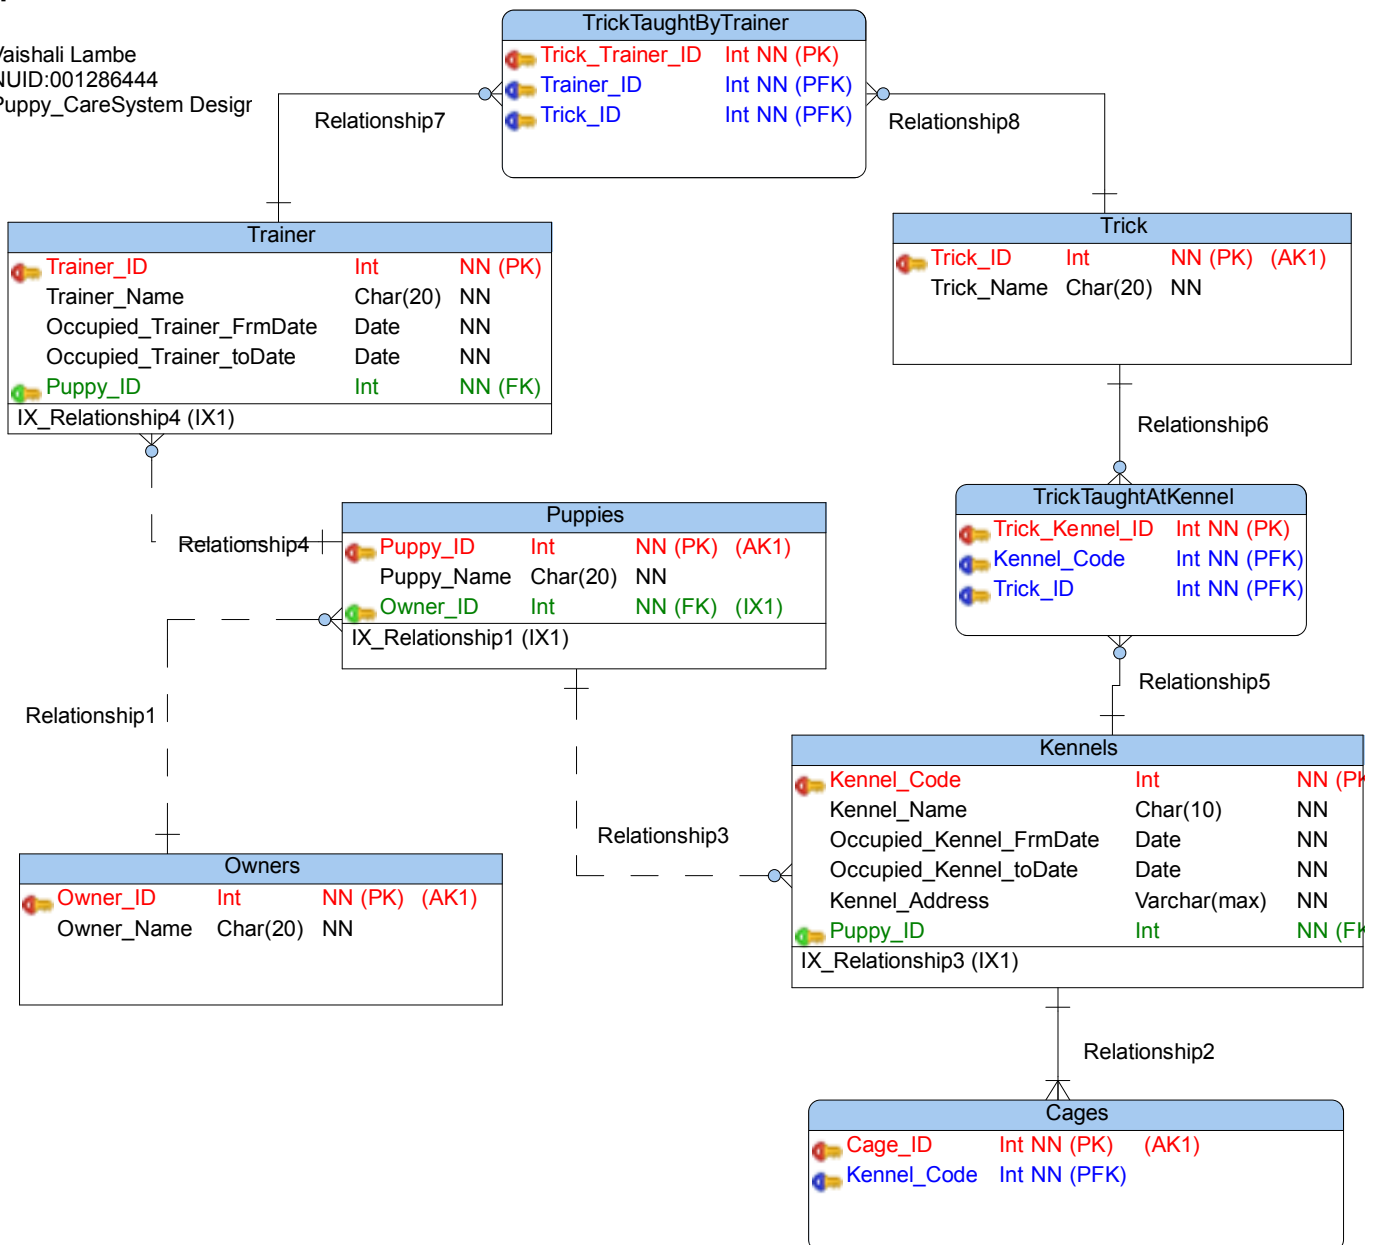 Vaishali Lambe
NUID:001286444
Puppy_CareSystem Design
TrickTaughtByTrainer
Trick_Trainer_ID Int NN (PK)
Trainer_ID Int NN (PFK)
Trick_ID Int NN (PFK)
Relationship7
Relationship8
Trainer
Trainer_ID Int NN (PK)
Trainer_Name Char(20) NN
Occupied_Trainer_FrmDate Date NN
Occupied_Trainer_toDate Date NN
Puppy_ID Int NN (FK)
IX_Relationship4 (IX1)
Trick
Trick_ID Int NN (PK) (AK1)
Trick_Name Char(20) NN
Relationship6
TrickTaughtAtKennel
Trick_Kennel_ID Int NN (PK)
Kennel_Code Int NN (PFK)
Trick_ID Int NN (PFK)
Relationship4
Puppies
Puppy_ID Int NN (PK) (AK1)
Puppy_Name Char(20) NN
Owner_ID Int NN (FK) (IX1)
IX_Relationship1 (IX1)
Relationship5
Relationship1
Relationship3
Kennels
Kennel_Code Int NN (PK
Kennel_Name Char(10) NN
Occupied_Kennel_FrmDate Date NN
Occupied_Kennel_toDate Date NN
Kennel_Address Varchar(max) NN
Puppy_ID Int NN (FK
IX_Relationship3 (IX1)
Owners
Owner_ID Int NN (PK) (AK1)
Owner_Name Char(20) NN
Relationship2
Cages
Cage_ID Int NN (PK) (AK1)
Kennel_Code Int NN (PFK)